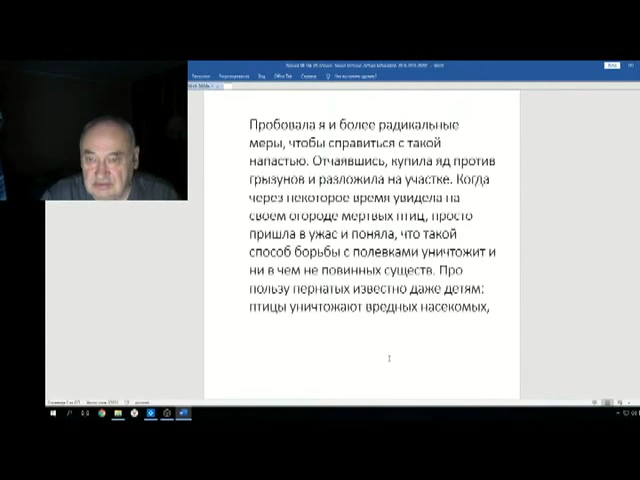 Пробовала я и более радикальные
меры, чтобы справиться с такой
напастью. Отчаявшись, купила яд против
грызунов и разложила на участке. Когда
через некоторое время увидела на
своем огороде мертвых птиц, просто
пришла в ужас и поняла, что такой
способ борьбы с полевками уничтожит и
ни в чем не повинных существ. Про
пользу пернатых известно даже детям:
птицы уничтожают вредных насекомых,